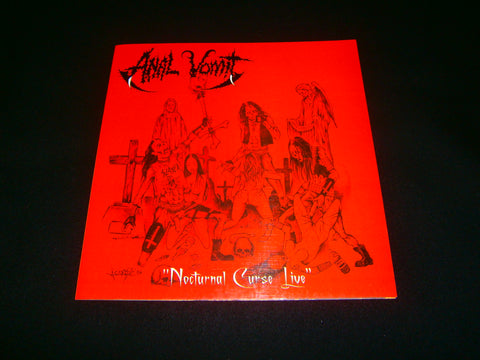 Anal Vomit
"Nocturnal Curse Live"